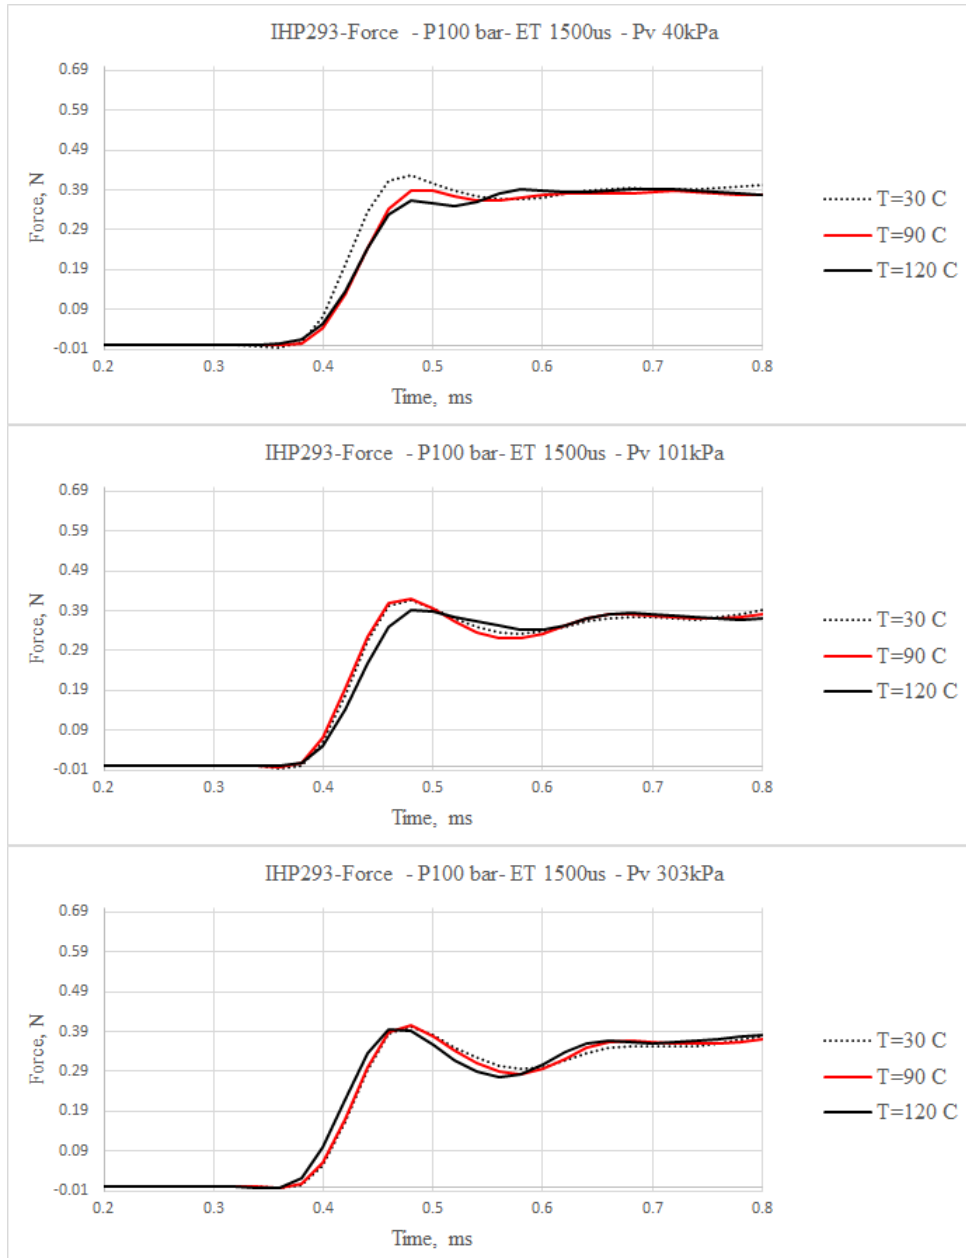 IHP293-Force - P100 bar- ET 1500us - Pv 40kPa
0.69
0.59
0.49
0.39
0.29
0.19
0.09
-0.01
Force, N
0.2 0.3 0.4 0.5 0.6 0.7 0.8
Time, ms
T=30 C
T=90 C
T=120 C
IHP293-Force - P100 bar- ET 1500us - Pv 101kPa
0.69
0.59
0.49
0.39
0.29
0.19
0.09
-0.01
Force, N
0.2 0.3 0.4 0.5 0.6 0.7 0.8
Time, ms
T=30 C
T=90 C
T=120 C
IHP293-Force - P100 bar- ET 1500us - Pv 303kPa
0.69
0.59
0.49
0.39
0.29
0.19
0.09
-0.01
Force, N
0.2 0.3 0.4 0.5 0.6 0.7 0.8
Time, ms
T=30 C
T=90 C
T=120 C